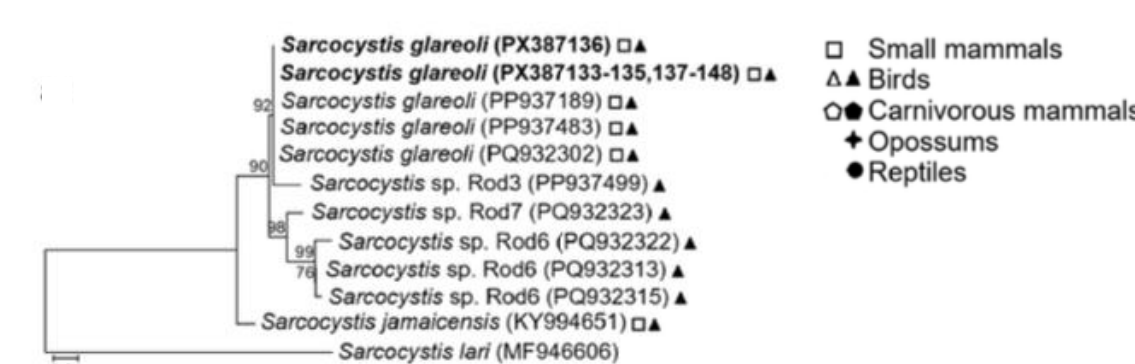 Sarcocystis glareoli (PX387136) □▲
Sarcocystis glareoli (PX387133-135,137-148) □▲
92
Sarcocystis glareoli (PP937189) □▲
Sarcocystis glareoli (PP937483) □▲
Sarcocystis glareoli (PQ932302) □▲
90
Sarcocystis sp. Rod3 (PP937499) ▲
Sarcocystis sp. Rod7 (PQ932323) ▲
98
Sarcocystis sp. Rod6 (PQ932322) ▲
99
Sarcocystis sp. Rod6 (PQ932313) ▲
76
Sarcocystis sp. Rod6 (PQ932315) ▲
Sarcocystis jamaicensis (KY994651) □▲
Sarcocystis lari (MF946606)
□ Small mammals
△▲ Birds
⬠⬟ Carnivorous mammals
✦ Opossums
● Reptiles